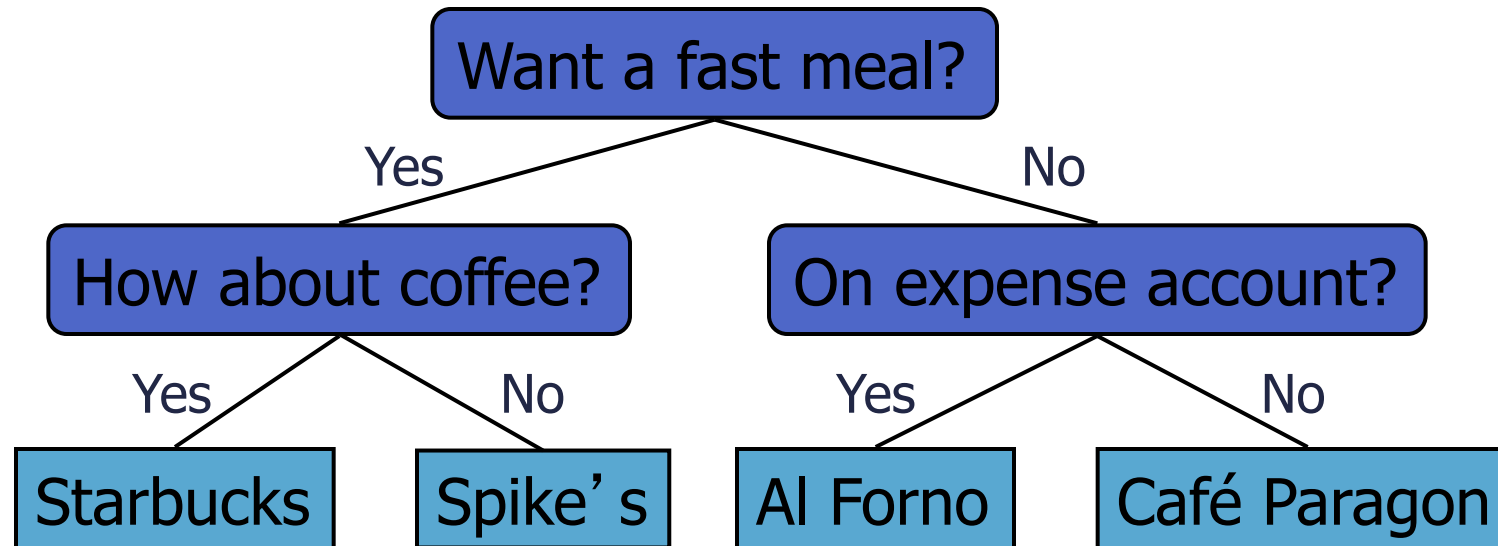 Want a fast meal?
Yes No
How about coffee? On expense account?
Yes No Yes No
Starbucks Spike’s Al Forno Café Paragon